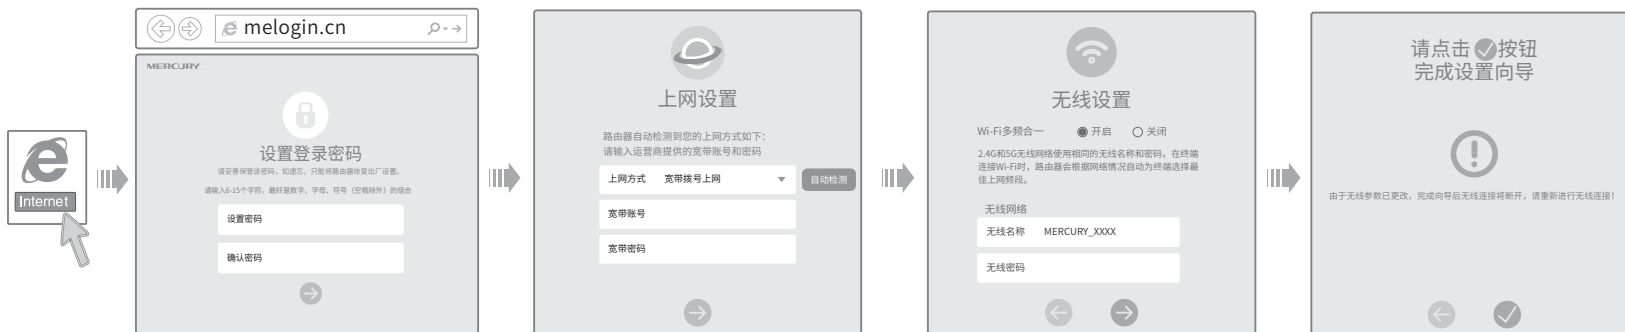 Internet
melogin.cn
MERCURY
设置登录密码
请妥善保管该密码，如遗忘，只能将路由器恢复出厂设置。
请输入6-15个字符，最好是数字、字母、符号（空格除外）的组合
设置密码
确认密码
上网设置
路由器自动检测到您的上网方式如下：
请输入运营商提供的宽带账号和密码
上网方式 宽带拨号上网 自动检测
宽带账号
宽带密码
无线设置
Wi-Fi多频合一 开启 关闭
2.4G和5G无线网络使用相同的无线名称和密码，在终端
连接Wi-Fi时，路由器会根据网络情况自动为终端选择最
佳上网频段。
无线网络
无线名称 MERCURY_XXXX
无线密码
请点击 按钮
完成设置向导
由于无线参数已更改，完成向导后无线连接将断开，请重新进行无线连接！